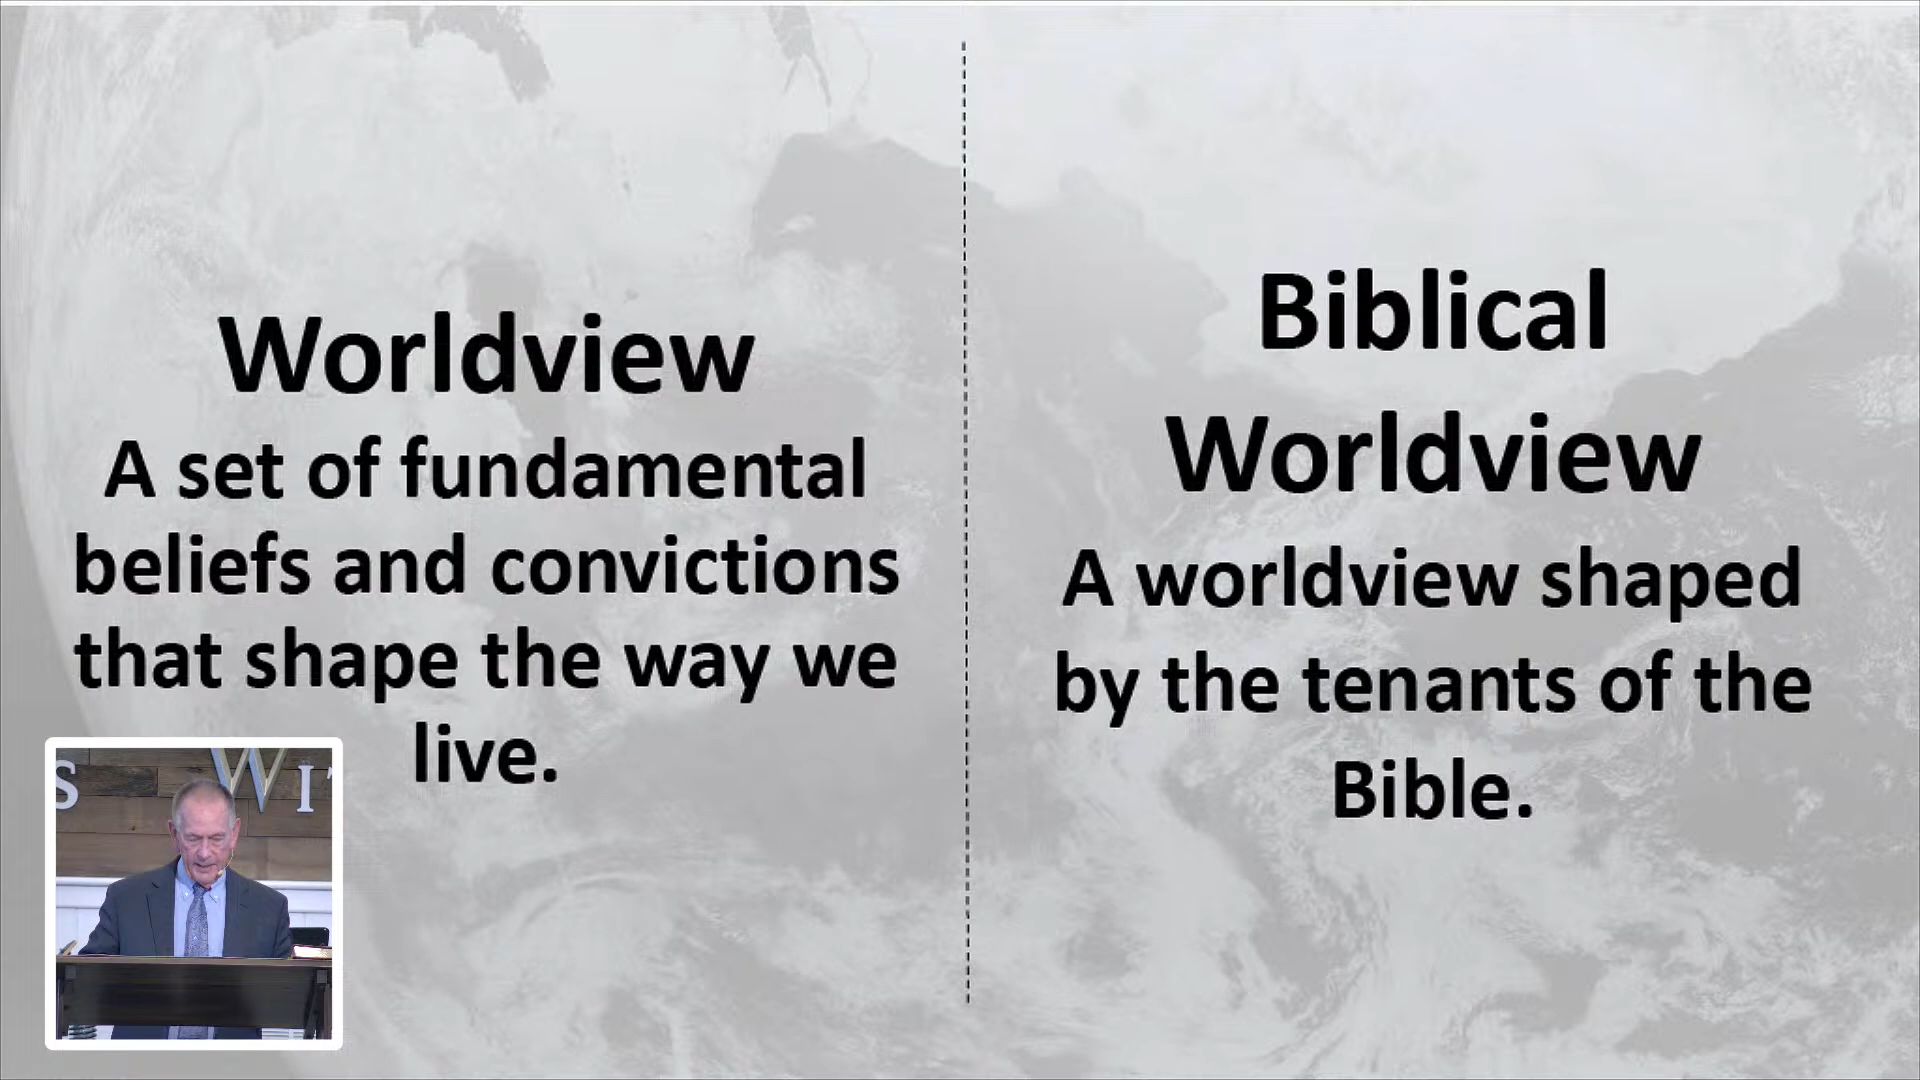 Worldview
A set of fundamental
beliefs and convictions
that shape the way we
live.
Biblical
Worldview
A worldview shaped
by the tenants of the
Bible.
S WI